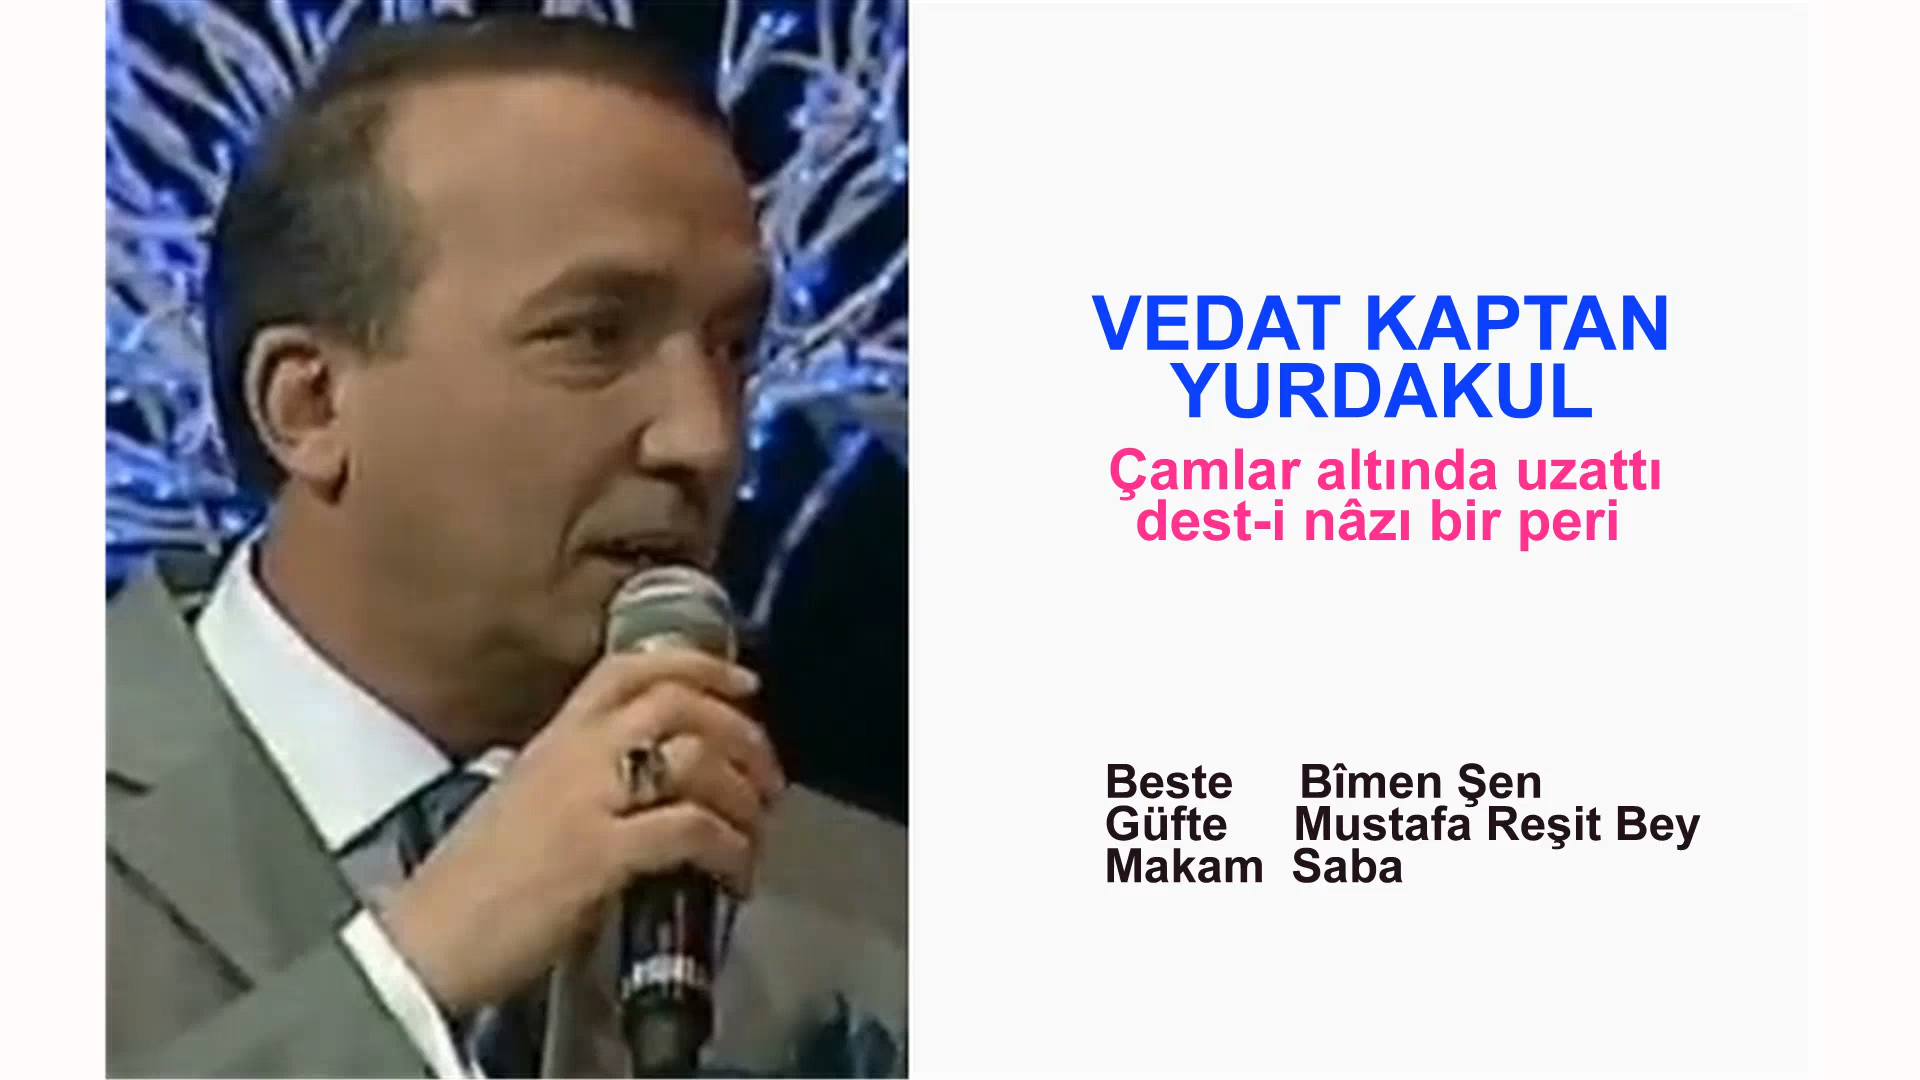 VEDAT KAPTAN
YURDAKUL
Çamlar altında uzattı
dest-i nâzı bir peri
Beste Bîmen Şen
Güfte Mustafa Reşit Bey
Makam Saba